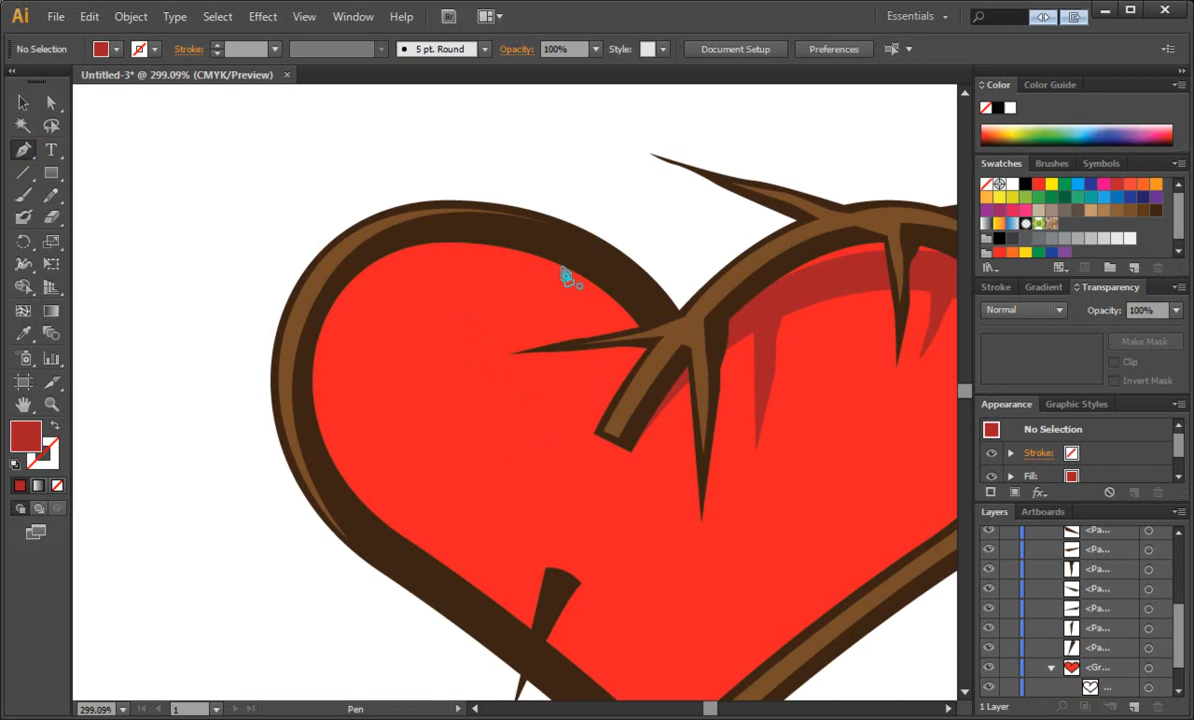 Ai File Edit Object Type Select Effect View Window Help Br Essentials
No Selection Stroke: 5 pt. Round Opacity: 100% Style: Document Setup Preferences
Untitled-3* @ 299.09% (CMYK/Preview) ×
Color Color Guide
Swatches Brushes Symbols
Stroke Gradient Transparency
Normal Opacity: 100%
Make Mask
Clip
Invert Mask
Appearance Graphic Styles
No Selection
Stroke:
Fill:
fx
Layers Artboards
<Pa...
<Pa...
<Pa...
<Pa...
<Pa...
<Pa...
<Pa...
<Gr...
...
1 Layer
299.09% 1 Pen